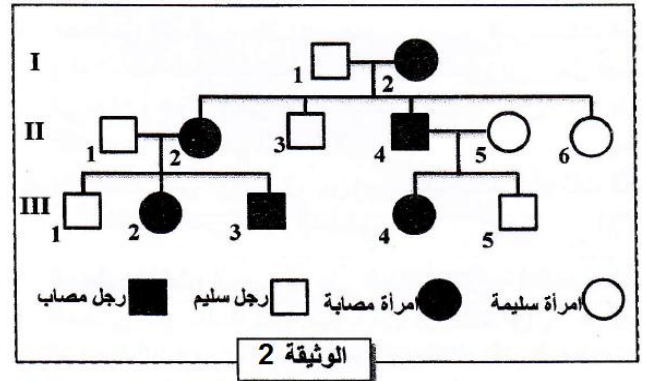 I
1 2
II
1 2 3 4 5 6
III
1 2 3 4 5
امرأة سليمة امرأة مصابة رجل سليم رجل مصاب
الوثيقة 2